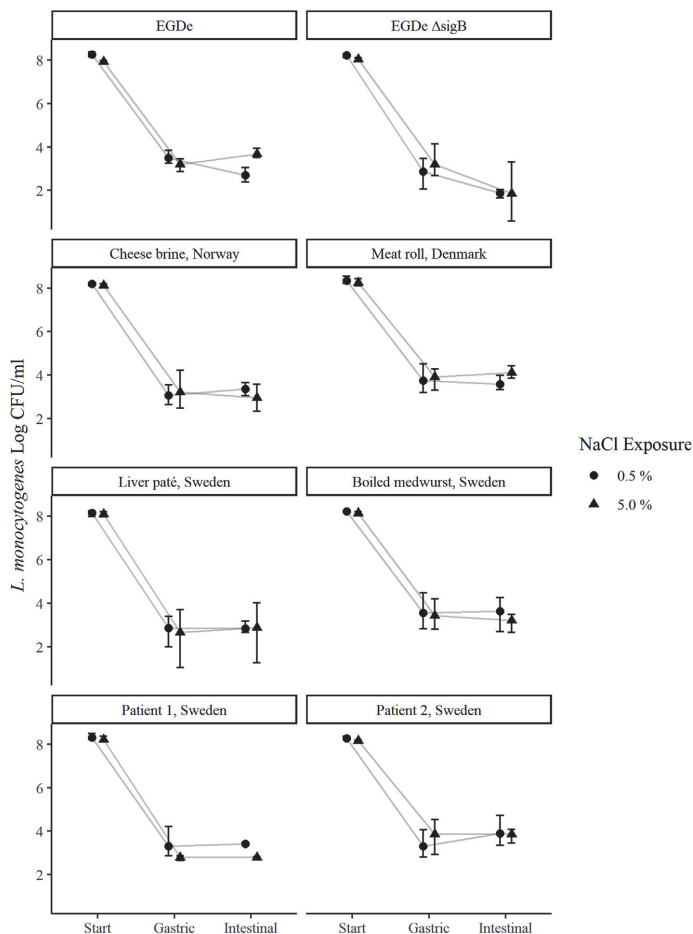 EGDe
EGDe ΔsigB
8
6
4
2
Cheese brine, Norway
Meat roll, Denmark
8
6
4
2
L. monocytogenes Log CFU/ml
NaCl Exposure
0.5 %
5.0 %
Liver paté, Sweden
Boiled medwurst, Sweden
8
6
4
2
Patient 1, Sweden
Patient 2, Sweden
8
6
4
2
Start
Gastric
Intestinal
Start
Gastric
Intestinal